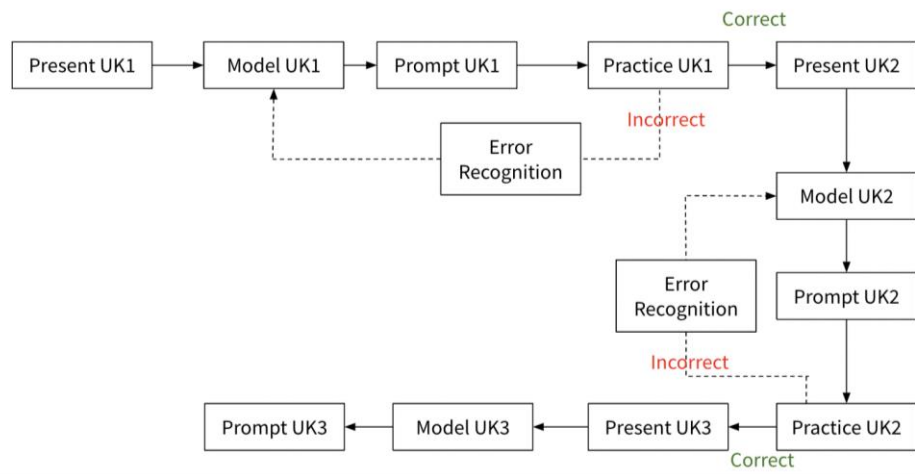 Correct
Present UK1
Model UK1
Prompt UK1
Practice UK1
Present UK2
Incorrect
Error
Recognition
Model UK2
Error
Recognition
Prompt UK2
Incorrect
Prompt UK3
Model UK3
Present UK3
Practice UK2
Correct